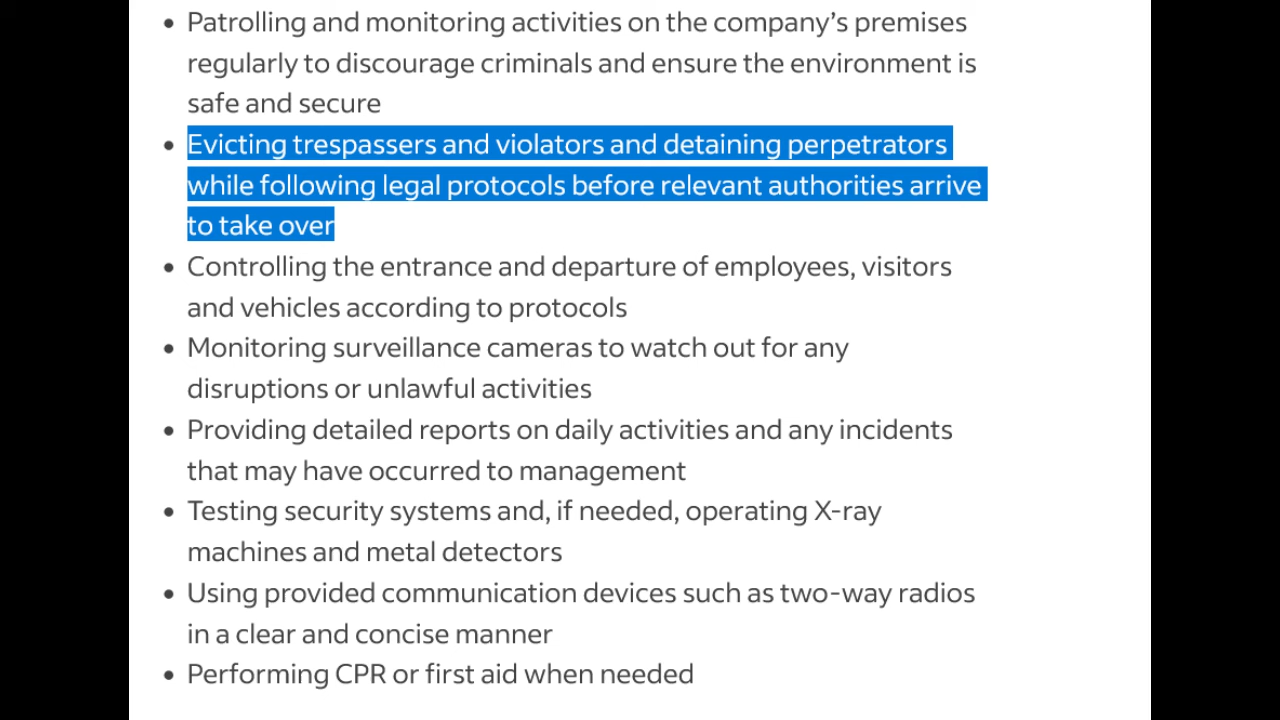 • Patrolling and monitoring activities on the company’s premises
regularly to discourage criminals and ensure the environment is
safe and secure
• Evicting trespassers and violators and detaining perpetrators
while following legal protocols before relevant authorities arrive
to take over
• Controlling the entrance and departure of employees, visitors
and vehicles according to protocols
• Monitoring surveillance cameras to watch out for any
disruptions or unlawful activities
• Providing detailed reports on daily activities and any incidents
that may have occurred to management
• Testing security systems and, if needed, operating X-ray
machines and metal detectors
• Using provided communication devices such as two-way radios
in a clear and concise manner
• Performing CPR or first aid when needed